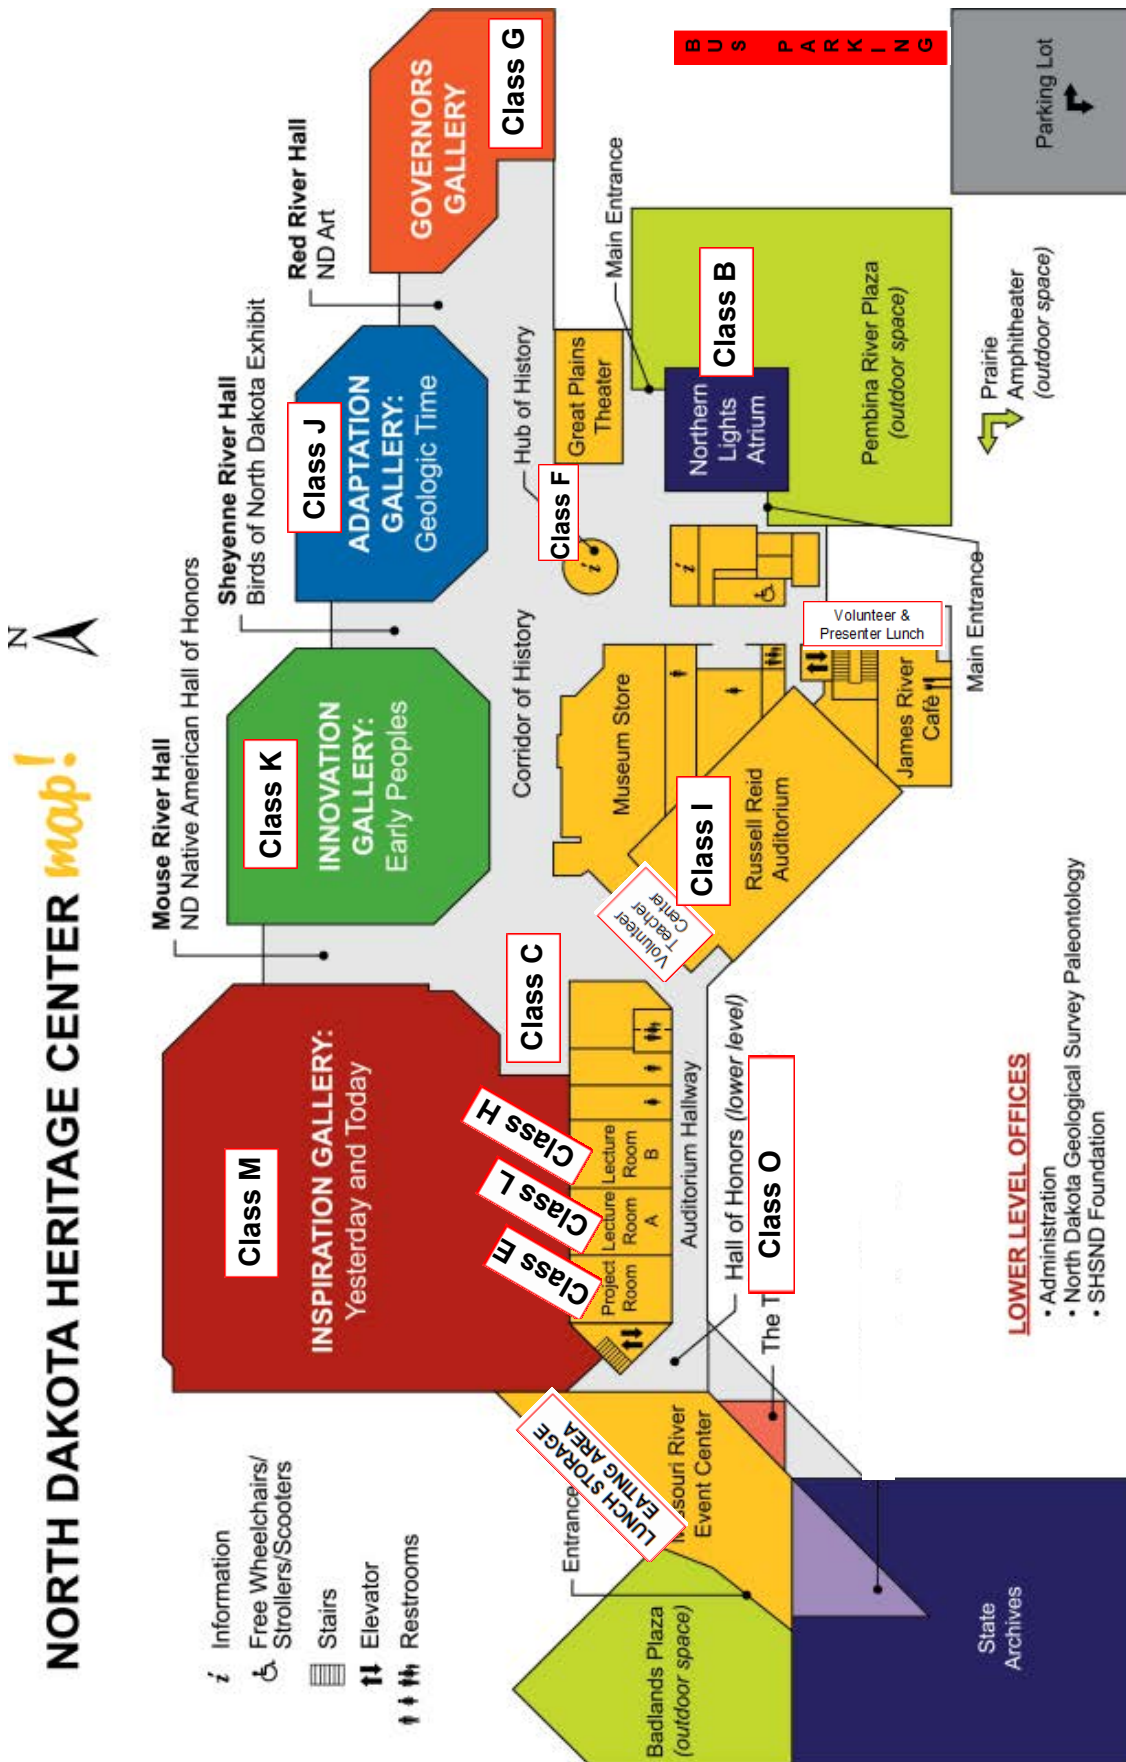 NORTH DAKOTA HERITAGE CENTER map!
N
i Information
Free Wheelchairs/
Strollers/Scooters
Stairs
Elevator
Restrooms
Mouse River Hall
ND Native American Hall of Honors
Sheyenne River Hall
Birds of North Dakota Exhibit
Red River Hall
ND Art
Class M
INSPIRATION GALLERY:
Yesterday and Today
Class K
INNOVATION
GALLERY:
Early Peoples
Class J
ADAPTATION
GALLERY:
Geologic Time
GOVERNORS
GALLERY
Class G
Class E
Class L
Class H
Class C
Corridor of History
Hub of History
Class F
i
Great Plains
Theater
Main Entrance
BUS PARKING
Parking Lot
Project
Room
Lecture
Room
A
Lecture
Room
B
Volunteer
Teacher
Center
Museum Store
Class I
Russell Reid
Auditorium
i
Northern
Lights
Atrium
Class B
Pembina River Plaza
(outdoor space)
LUNCH STORAGE
EATING AREA
Entrance
Event Center
Auditorium Hallway
Hall of Honors (lower level)
Class O
The T
Volunteer &
Presenter Lunch
James River
Café
Main Entrance
Prairie
Amphitheater
(outdoor space)
Badlands Plaza
(outdoor space)
State
Archives
LOWER LEVEL OFFICES
• Administration
• North Dakota Geological Survey Paleontology
• SHSND Foundation